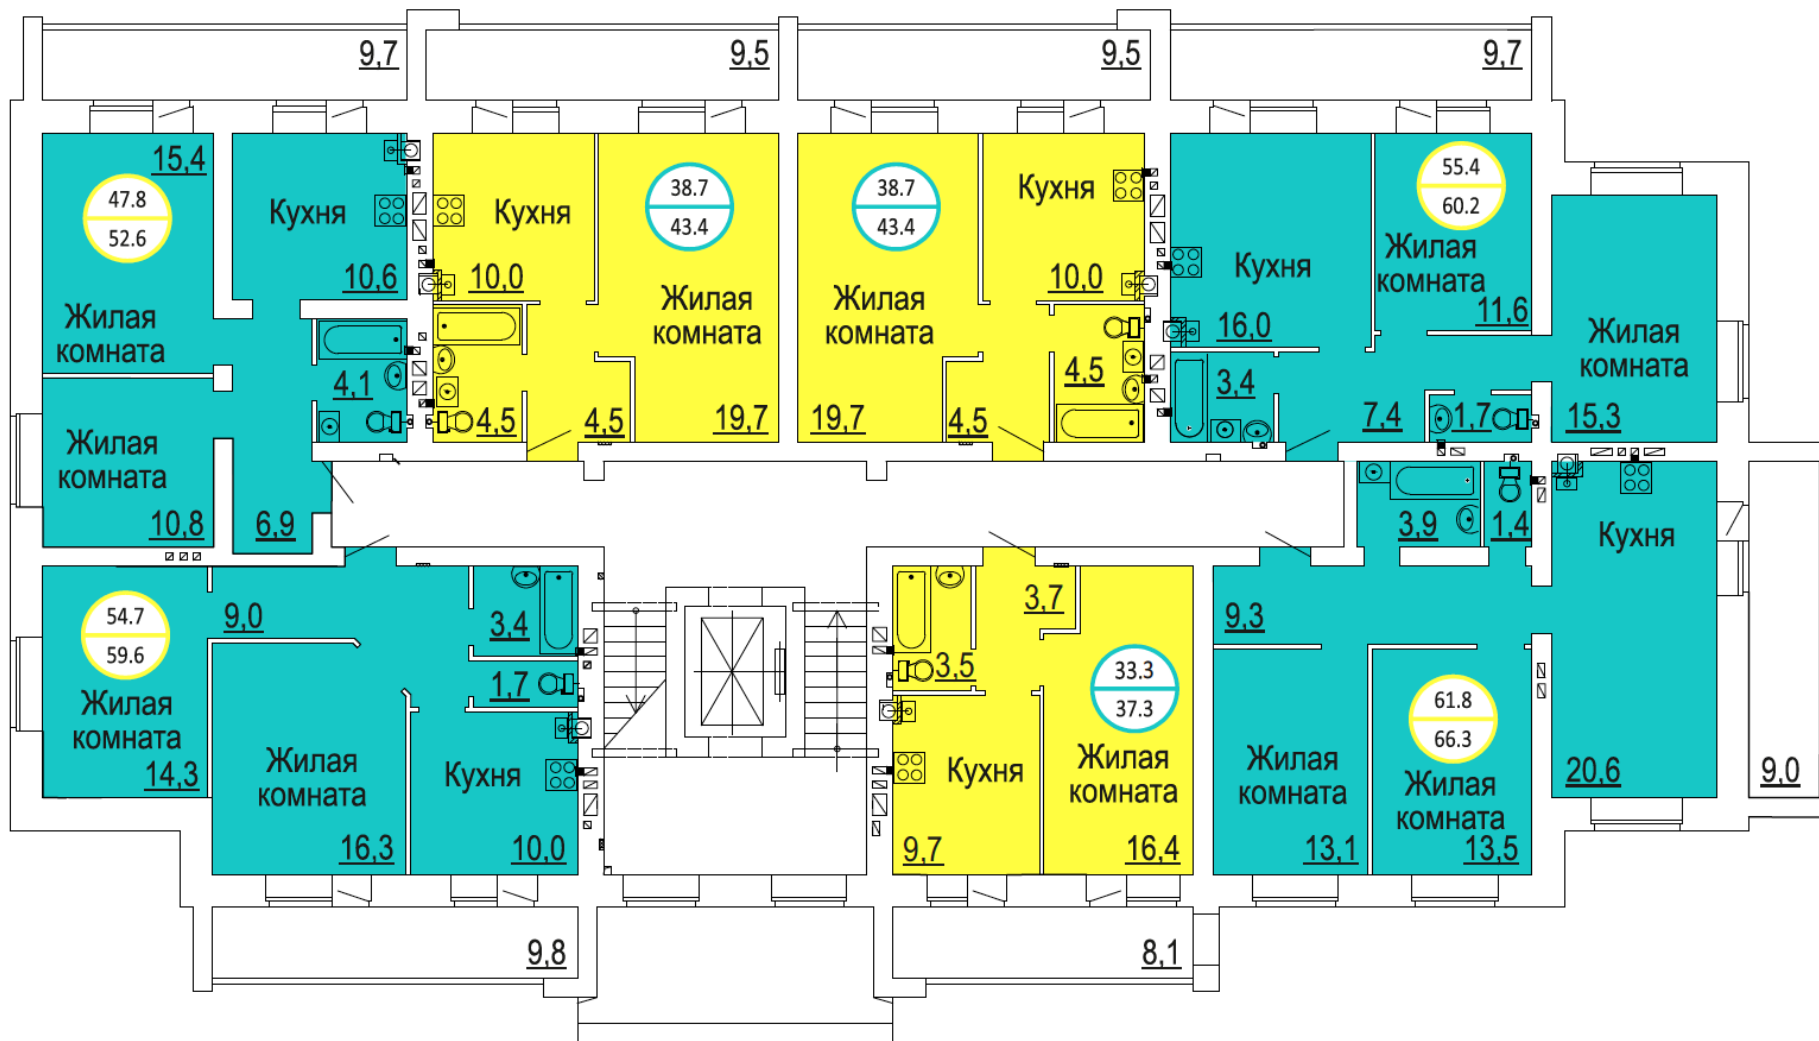 9,7
9,5
9,5
9,7
15,4
47.8
52.6
Жилая
комната
Кухня
10,6
4,1
Жилая
комната
10,8
6,9
Кухня
10,0
4,5
4,5
38.7
43.4
Жилая
комната
19,7
38.7
43.4
Жилая
комната
19,7
Кухня
10,0
4,5
4,5
Кухня
16,0
3,4
7,4
1,7
55.4
60.2
Жилая
комната
11,6
Жилая
комната
15,3
54.7
59.6
Жилая
комната
14,3
9,0
3,4
1,7
Жилая
комната
16,3
Кухня
10,0
9,8
3,7
3,5
33.3
37.3
Кухня
9,7
Жилая
комната
16,4
8,1
3,9
1,4
9,3
Жилая
комната
13,1
61.8
66.3
Жилая
комната
13,5
Кухня
20,6
9,0